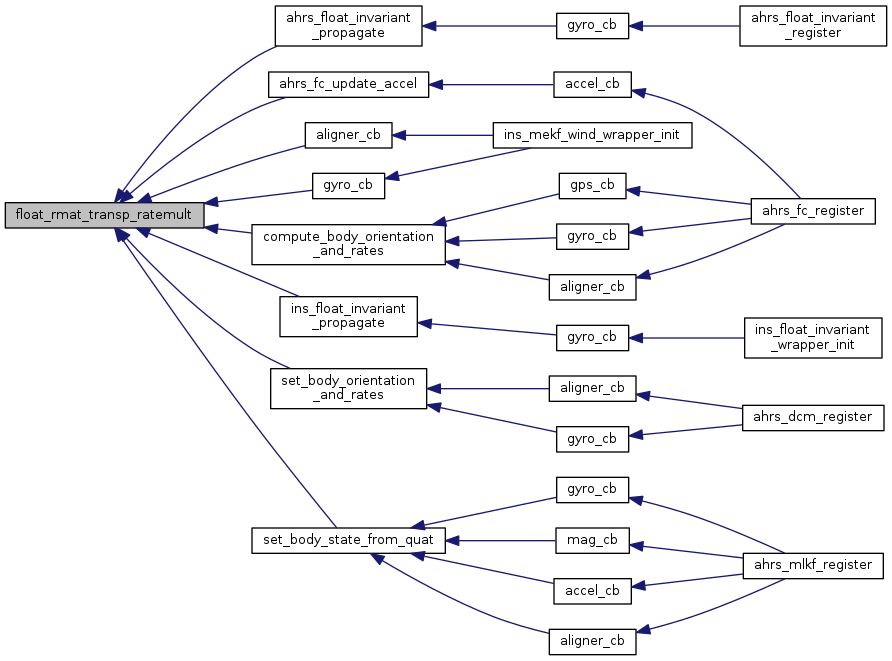 ahrs_float_invariant
_propagate
gyro_cb
ahrs_float_invariant
_register
ahrs_fc_update_accel
accel_cb
aligner_cb
ins_mekf_wind_wrapper_init
gyro_cb
gps_cb
float_rmat_transp_ratemult
ahrs_fc_register
compute_body_orientation
_and_rates
gyro_cb
aligner_cb
ins_float_invariant
_propagate
gyro_cb
ins_float_invariant
_wrapper_init
set_body_orientation
_and_rates
aligner_cb
ahrs_dcm_register
gyro_cb
gyro_cb
set_body_state_from_quat
mag_cb
ahrs_mlkf_register
accel_cb
aligner_cb